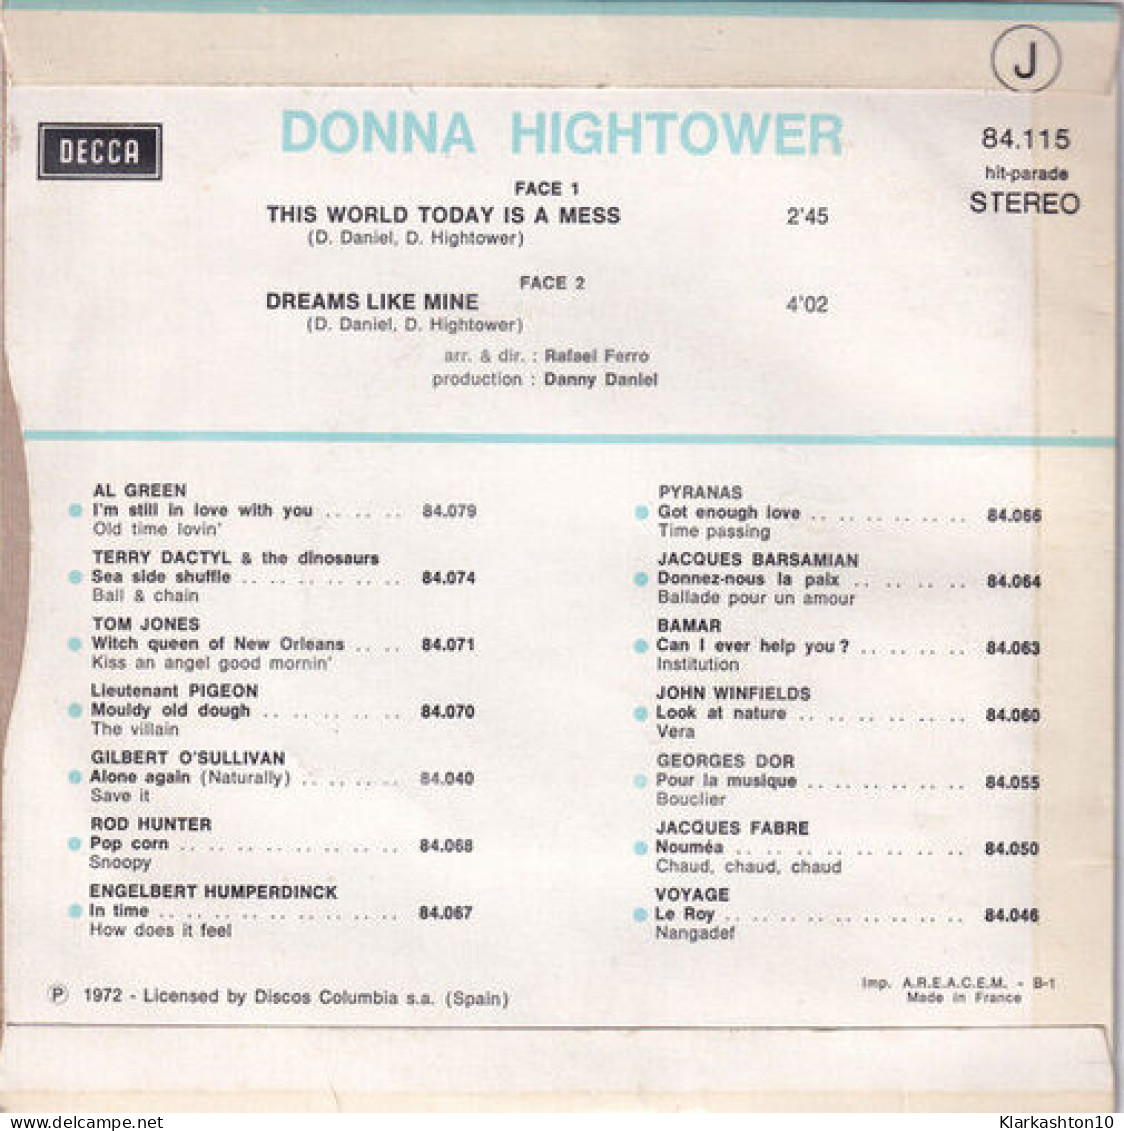 J
DECCA
DONNA HIGHTOWER
84.115
hit-parade
STEREO
FACE 1
THIS WORLD TODAY IS A MESS 2'45
(D. Daniel, D. Hightower)
FACE 2
DREAMS LIKE MINE 4'02
(D. Daniel, D. Hightower)
arr. & dir. : Rafael Ferro
production : Danny Daniel
AL GREEN
I'm still in love with you .. .. .. 84.079
Old time lovin'
TERRY DACTYL & the dinosaurs
Sea side shuffle .. .. .. .. .. .. 84.074
Ball & chain
TOM JONES
Witch queen of New Orleans .. .. 84.071
Kiss an angel good mornin'
Lieutenant PIGEON
Mouldy old dough .. .. .. .. .. .. 84.070
The villain
GILBERT O'SULLIVAN
Alone again (Naturally) .. .. .. .. 84.040
Save it
ROD HUNTER
Pop corn .. .. .. .. .. .. .. .. 84.068
Snoopy
ENGELBERT HUMPERDINCK
In time .. .. .. .. .. .. .. .. .. 84.067
How does it feel
PYRANAS
Got enough love .. .. .. .. .. .. 84.066
Time passing
JACQUES BARSAMIAN
Donnez-nous la paix .. .. .. .. .. 84.064
Ballade pour un amour
BAMAR
Can I ever help you ? .. .. .. .. 84.063
Institution
JOHN WINFIELDS
Look at nature .. .. .. .. .. .. 84.060
Vera
GEORGES DOR
Pour la musique .. .. .. .. .. .. 84.055
Bouclier
JACQUES FABRE
Nouméa .. .. .. .. .. .. .. .. 84.050
Chaud, chaud, chaud
VOYAGE
Le Roy .. .. .. .. .. .. .. .. .. 84.046
Nangadef
Ⓟ 1972 - Licensed by Discos Columbia s.a. (Spain)
Imp. A.R.E.A.C.E.M. - B-1
Made in France
Klarkashton10